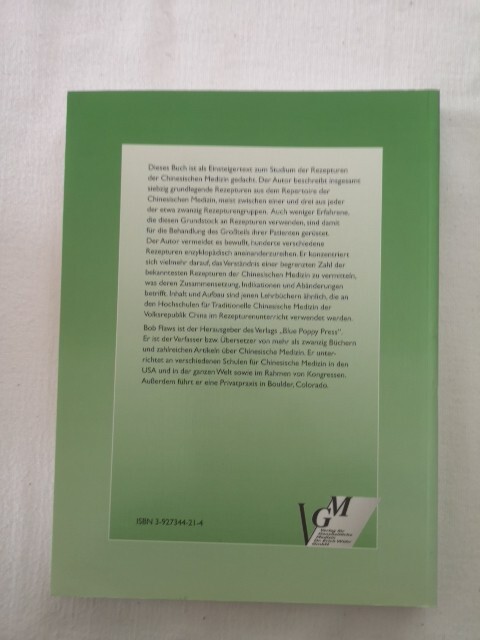 Dieses Buch ist als Einsteigertext zum Studium der Rezepturen
der Chinesischen Medizin gedacht. Der Autor beschreibt insgesamt
siebzig grundlegende Rezepturen aus dem Repertoire der
Chinesischen Medizin, meist zwischen einer und drei aus jeder
der etwa zwanzig Rezepturengruppen. Auch weniger Erfahrene,
die diesen Grundstock an Rezepturen verwenden, sind damit
für die Behandlung des Großteils ihrer Patienten gerüstet.
Der Autor vermeidet es bewußt, hunderte verschiedene
Rezepturen enzyklopädisch aneinanderzureihen. Er konzentriert
sich vielmehr darauf, das Verständnis einer begrenzten Zahl der
bekanntesten Rezepturen der Chinesischen Medizin zu vermitteln,
was deren Zusammensetzung, Indikationen und Abänderungen
betrifft. Inhalt und Aufbau sind jenen Lehrbüchern ähnlich, die an
den Hochschulen für Traditionelle Chinesische Medizin der
Volksrepublik China im Rezepturenunterricht verwendet werden.
Bob Flaws ist der Herausgeber des Verlags „Blue Poppy Press".
Er ist der Verfasser bzw. Übersetzer von mehr als zwanzig Büchern
und zahlreichen Artikeln über Chinesische Medizin. Er unter-
richtet an verschiedenen Schulen für Chinesische Medizin in den
USA und in der ganzen Welt sowie im Rahmen von Kongressen.
Außerdem führt er eine Privatpraxis in Boulder, Colorado.
ISBN 3-927344-21-4
VGM
Verlag für
Ganzheitliche
Medizin
Dr. Erich Wühr